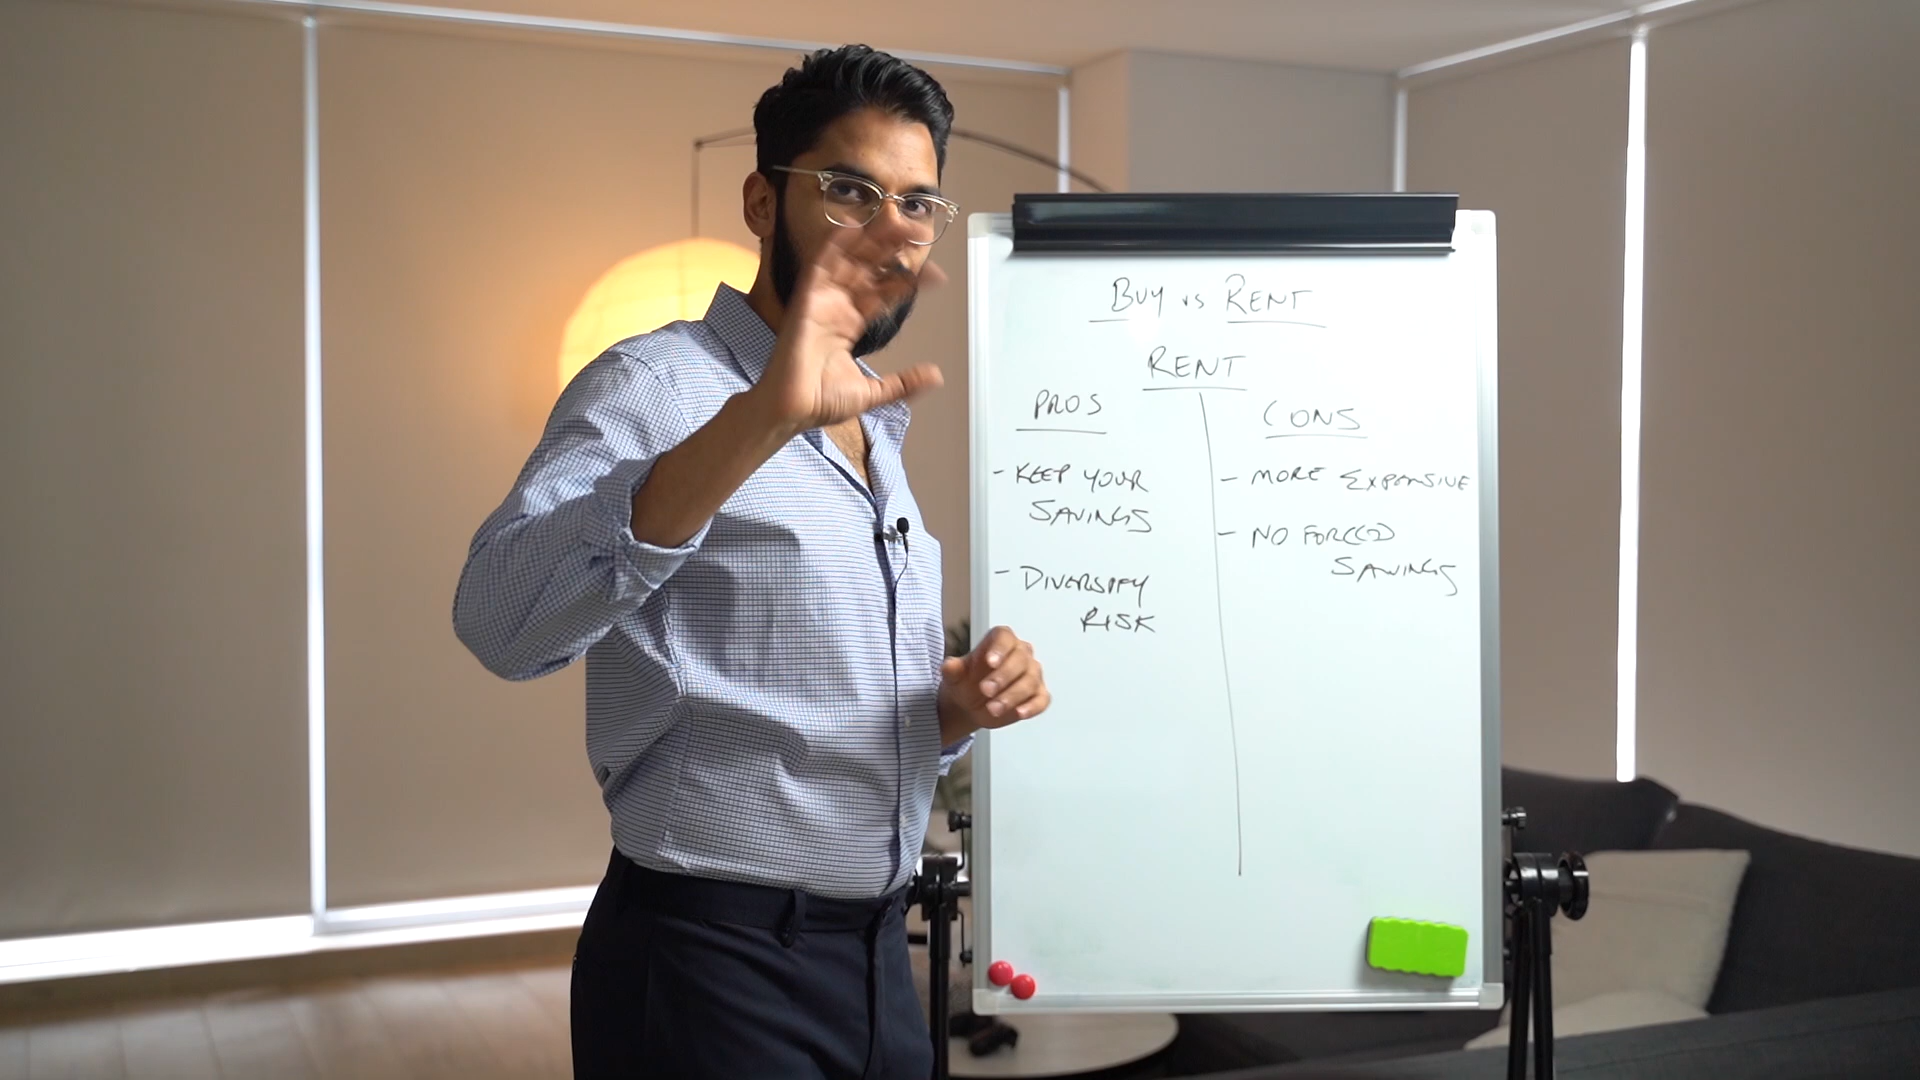 BUY vs RENT
RENT
PROS
- KEEP YOUR
SAVINGS
- DIVERSIFY
RISK
CONS
- MORE EXPENSIVE
- NO FORCED
SAVINGS